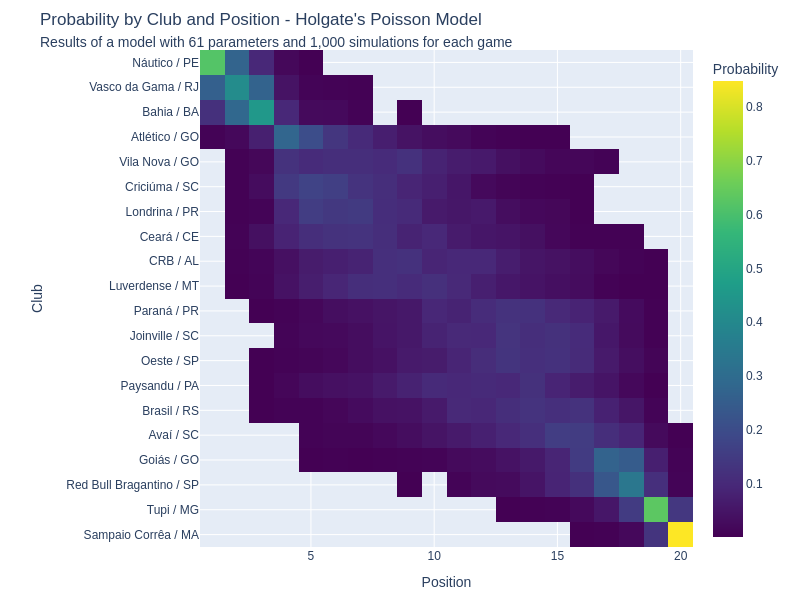 Probability by Club and Position - Holgate's Poisson Model
Results of a model with 61 parameters and 1,000 simulations for each game
Probability
Club
Náutico / PE
Vasco da Gama / RJ
Bahia / BA
Atlético / GO
Vila Nova / GO
Criciúma / SC
Londrina / PR
Ceará / CE
CRB / AL
Luverdense / MT
Paraná / PR
Joinville / SC
Oeste / SP
Paysandu / PA
Brasil / RS
Avaí / SC
Goiás / GO
Red Bull Bragantino / SP
Tupi / MG
Sampaio Corrêa / MA
0.8
0.7
0.6
0.5
0.4
0.3
0.2
0.1
5
10
15
20
Position